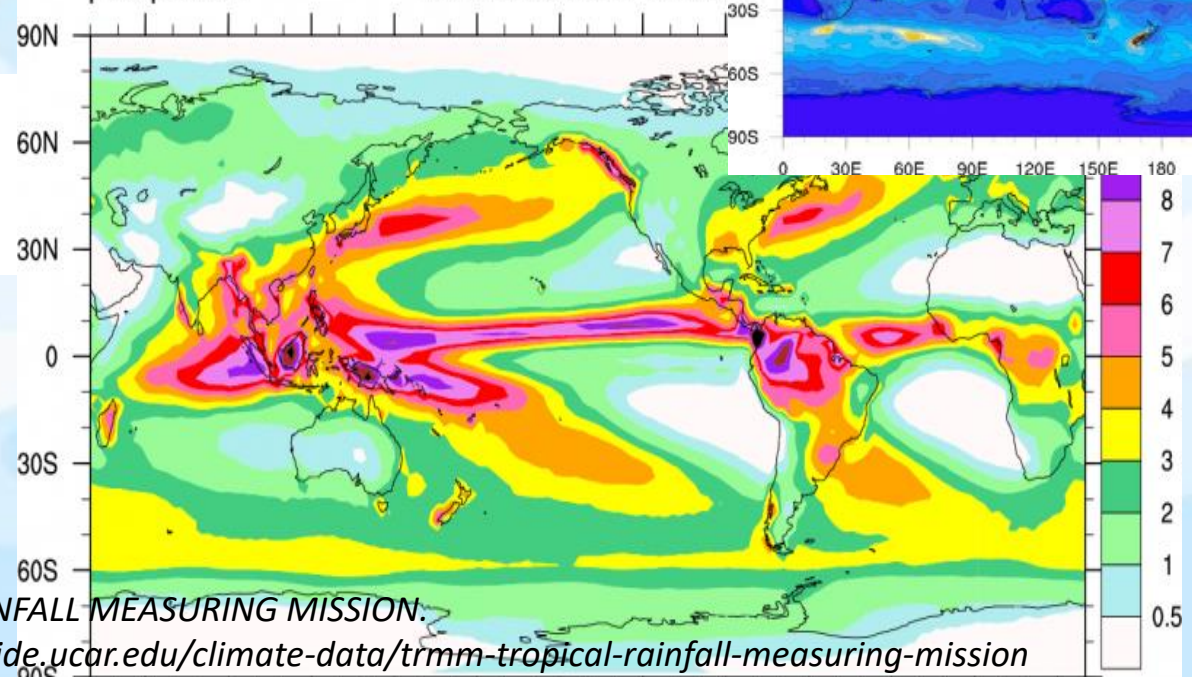 90N
60N
30N
0
30S
60S
90S
30S
60S
90S
0 30E 60E 90E 120E 150E 180
8
7
6
5
4
3
2
1
0.5
NFALL MEASURING MISSION.
ide.ucar.edu/climate-data/trmm-tropical-rainfall-measuring-mission